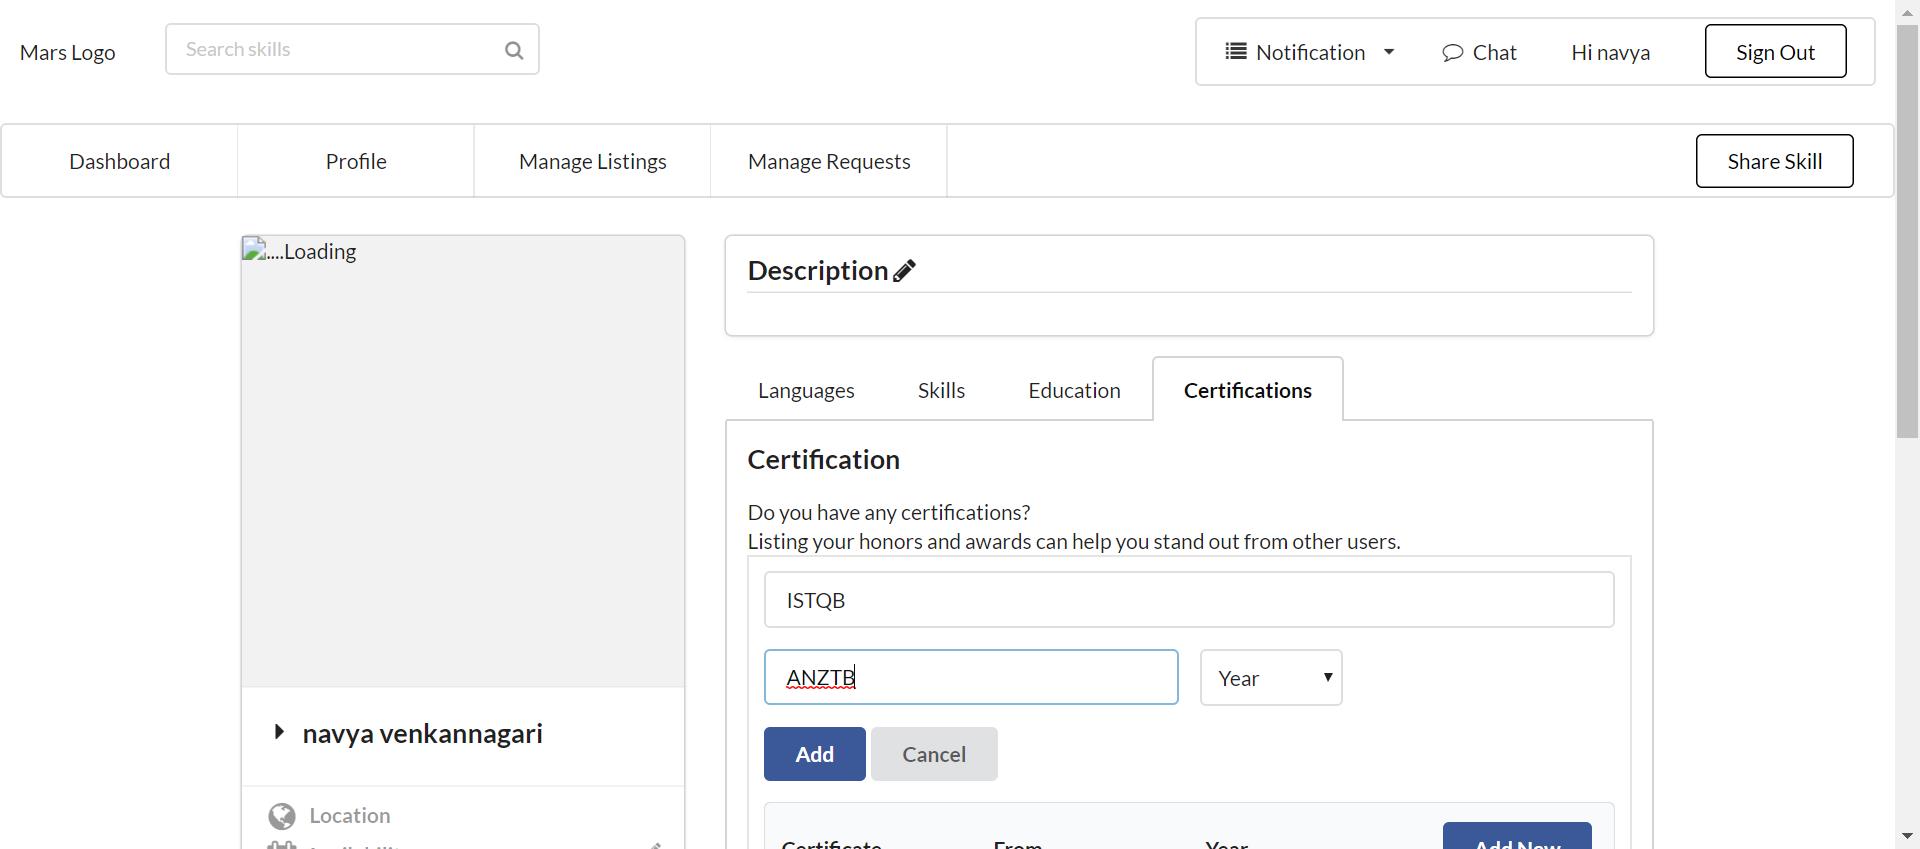 Mars Logo
Search skills
Notification
Chat
Hi navya
Sign Out
Dashboard
Profile
Manage Listings
Manage Requests
Share Skill
....Loading
navya venkannagari
Location
Description
Languages
Skills
Education
Certifications
Certification
Do you have any certifications?
Listing your honors and awards can help you stand out from other users.
ISTQB
ANZTB
Year
Add
Cancel
Certificate
From
Year
Add New